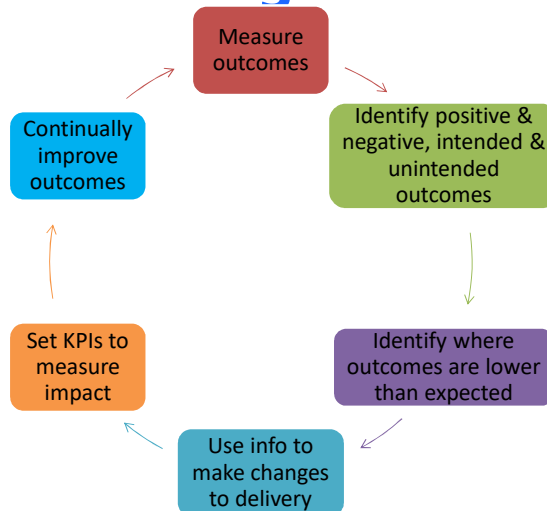 Measure
outcomes
Identify positive &
negative, intended &
unintended
outcomes
Identify where
outcomes are lower
than expected
Use info to
make changes
to delivery
Set KPIs to
measure
impact
Continually
improve
outcomes